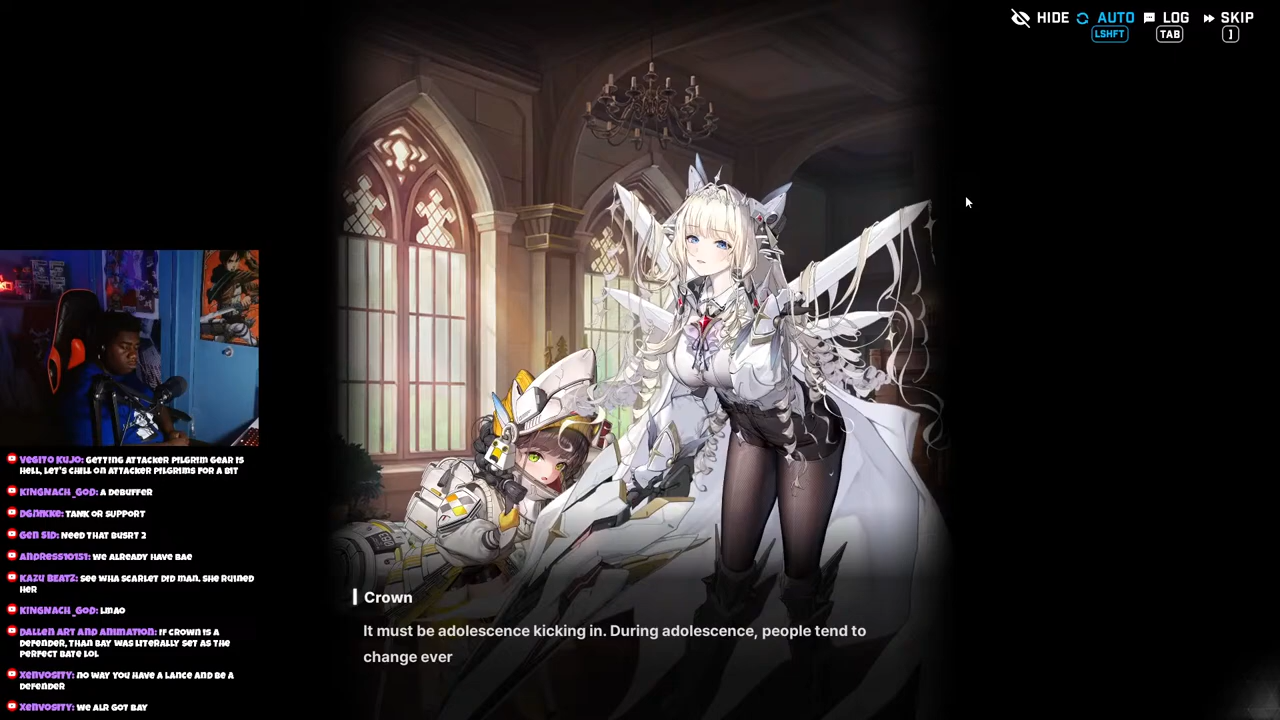 HIDE AUTO LOG SKIP
LSHFT TAB ]
VEGITO KUJO: GETTING ATTACKER PILGRIM GEAR IS
HELL, LET'S CHILL ON ATTACKER PILGRIMS FOR A BIT
KINGNACH_GOD: A DEBUFFER
DGNIKKE: TANK OR SUPPORT
GEN SID: NEED THAT BUSRT 2
ANDRESS10151: WE ALREADY HAVE BAE
KAZU BEATZ: SEE WHA SCARLET DID MAN. SHE RUINED
HER
KINGNACH_GOD: LMAO
DALLEN ART AND ANIMATION: IF CROWN IS A
DEFENDER, THAN BAY WAS LITERALLY SET AS THE
PERFECT BATE LOL
XENVOSITY: NO WAY YOU HAVE A LANCE AND BE A
DEFENDER
XENVOSITY: WE ALR GOT BAY
Crown
It must be adolescence kicking in. During adolescence, people tend to
change ever